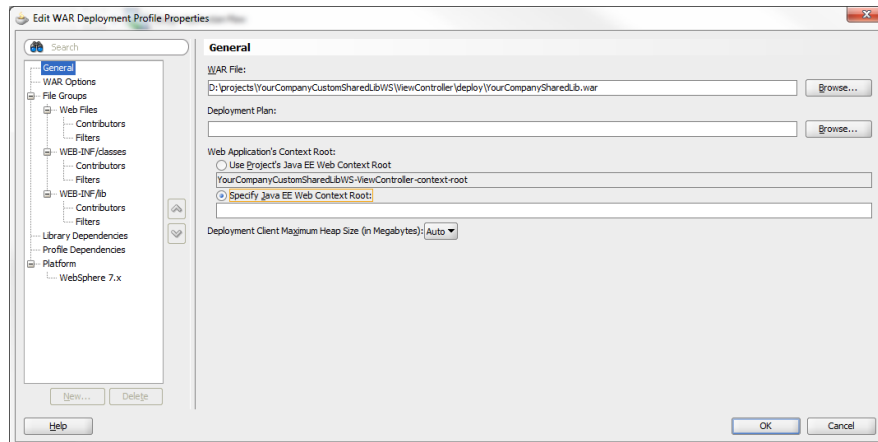 Edit WAR Deployment Profile Properties
Search
General
WAR Options
File Groups
Web Files
Contributors
Filters
WEB-INF/classes
Contributors
Filters
WEB-INF/lib
Contributors
Filters
Library Dependencies
Profile Dependencies
Platform
WebSphere 7.x
New... Delete
General
WAR File:
D:\projects\YourCompanyCustomSharedLibWS\ViewController\deploy\YourCompanySharedLib.war Browse...
Deployment Plan:
Browse...
Web Application's Context Root:
Use Project's Java EE Web Context Root
YourCompanyCustomSharedLibWS-ViewController-context-root
Specify Java EE Web Context Root:
Deployment Client Maximum Heap Size (in Megabytes): Auto
Help OK Cancel